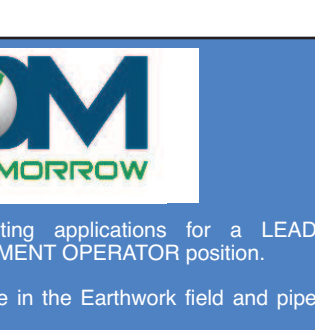 OM
MORROW
ting applications for a LEAD
MENT OPERATOR position.
e in the Earthwork field and pipe